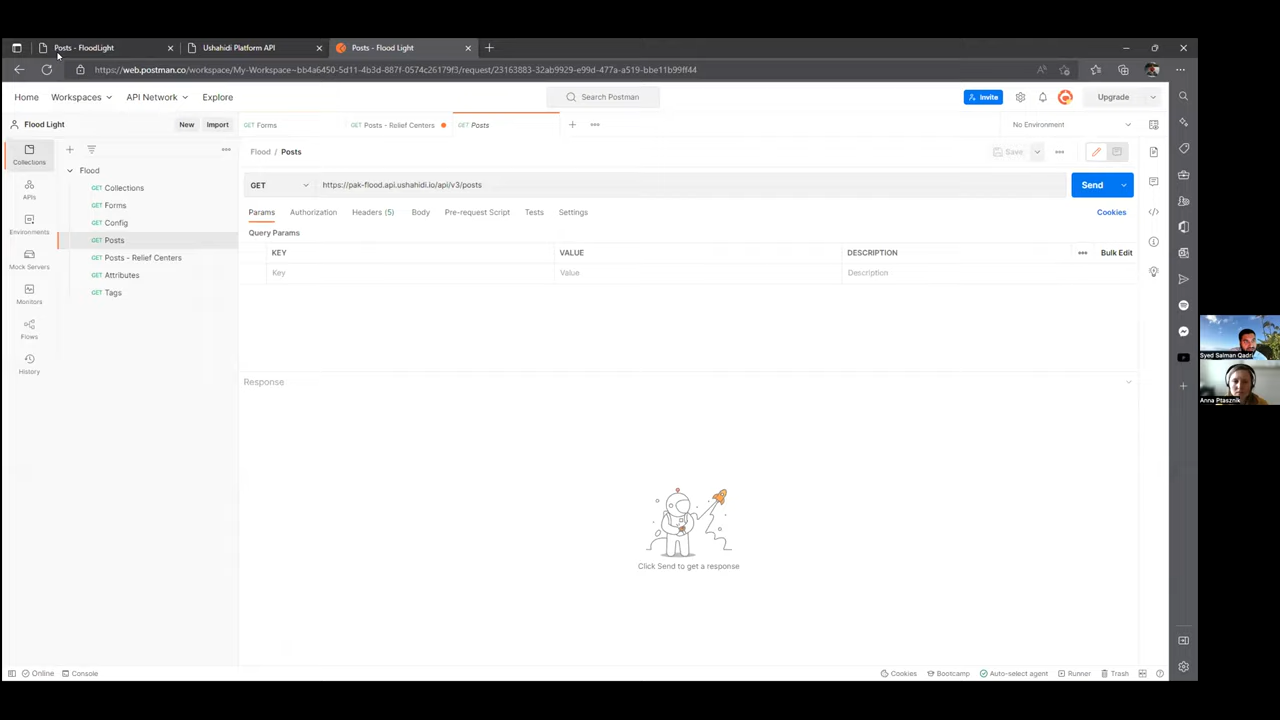 Posts - FloodLight
Ushahidi Platform API
Posts - Flood Light
https://web.postman.co/workspace/My-Workspace~bb4a6450-5d11-4b3d-887f-0574c26179f3/request/23163883-32ab9929-e99d-477a-a519-bbe11b99ff44
Home
Workspaces
API Network
Explore
Search Postman
Invite
Upgrade
Flood Light
New
Import
GET Forms
GET Posts - Relief Centers
GET Posts
No Environment
Collections
APIs
Environments
Mock Servers
Monitors
Flows
History
Flood
GET Collections
GET Forms
GET Config
GET Posts
GET Posts - Relief Centers
GET Attributes
GET Tags
Flood / Posts
Save
GET
https://pak-flood.api.ushahidi.io/api/v3/posts
Send
Params
Authorization
Headers (5)
Body
Pre-request Script
Tests
Settings
Cookies
Query Params
KEY
VALUE
DESCRIPTION
Bulk Edit
Key
Value
Description
Response
Click Send to get a response
Syed Salman Qadri
Anna Ptasznik
Online
Console
Cookies
Bootcamp
Auto-select agent
Runner
Trash